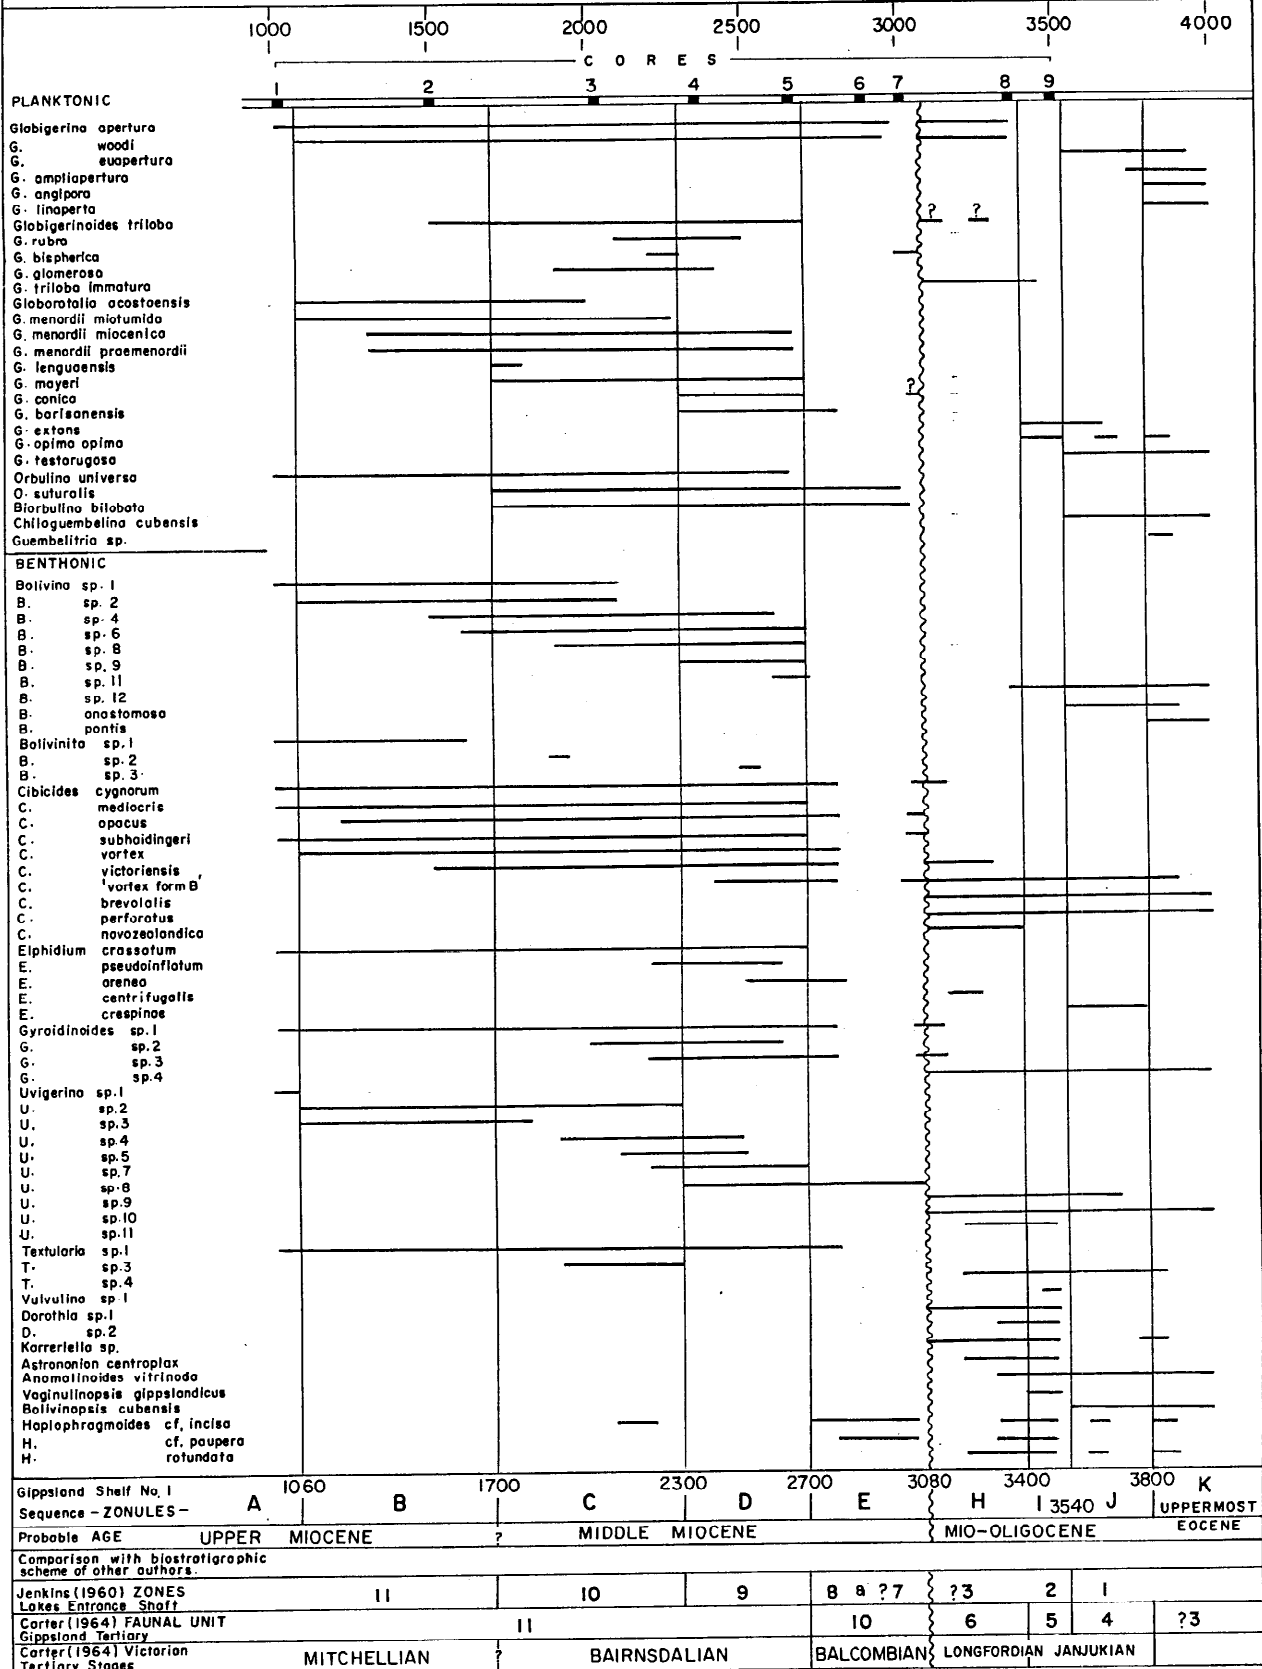 1000 1500 2000 2500 3000 3500 4000
C O R E S
1 2 3 4 5 6 7 8 9
PLANKTONIC
Globigerina apertura
G. woodi
G. euapertura
G. ampliapertura
G. angipora
G. linaperta
Globigerinoides triloba ? ?
G. rubra
G. bispherica
G. glomerosa
G. triloba immatura
Globorotalia acostaensis
G. menardii miotumida
G. menardii miocenica
G. menardii praemenardii
G. lenguaensis
G. mayeri
G. conica ?
G. barisanensis
G. extans
G. opima opima
G. testarugosa
Orbulina universa
O. suturalis
Biorbulina bilobata
Chiloguembelina cubensis
Guembelitria sp.
BENTHONIC
Bolivina sp. 1
B. sp. 2
B. sp. 4
B. sp. 6
B. sp. 8
B. sp. 9
B. sp. 11
B. sp. 12
B. anastomosa
B. pontis
Bolivinita sp. 1
B. sp. 2
B. sp. 3
Cibicides cygnorum
C. mediocris
C. opacus
C. subhaidingeri
C. vortex
C. victoriensis
C. 'vortex form B'
C. brevolalis
C. perforatus
C. novozealandica
Elphidium crassatum
E. pseudoinflatum
E. arenea
E. centrifugalis
E. crespinae
Gyroidinoides sp. 1
G. sp. 2
G. sp. 3
G. sp. 4
Uvigerina sp. 1
U. sp. 2
U. sp. 3
U. sp. 4
U. sp. 5
U. sp. 7
U. sp. 8
U. sp. 9
U. sp. 10
U. sp. 11
Textularia sp. 1
T. sp. 3
T. sp. 4
Vulvulina sp 1
Dorothia sp. 1
D. sp. 2
Karreriella sp.
Astrononion centroplax
Anomalinoides vitrinoda
Vaginulinopsis gippslandicus
Bolivinopsis cubensis
Haplophragmoides cf, incisa
H. cf. paupera
H. rotundata
Gippsland Shelf No. 1 1060 1700 2300 2700 3080 3400 3800
Sequence – ZONULES – A B C D E H I 3540 J K
Probable AGE UPPER MIOCENE ? MIDDLE MIOCENE MIO-OLIGOCENE UPPERMOST EOCENE
Comparison with biostratigraphic
scheme of other authors.
Jenkins (1960) ZONES 11 10 9 8 a ?7 ?3 2 1
Lakes Entrance Shaft
Carter (1964) FAUNAL UNIT 11 10 6 5 4 ?3
Gippsland Tertiary
Carter (1964) Victorian MITCHELLIAN ? BAIRNSDALIAN BALCOMBIAN LONGFORDIAN JANJUKIAN
Tertiary Stages